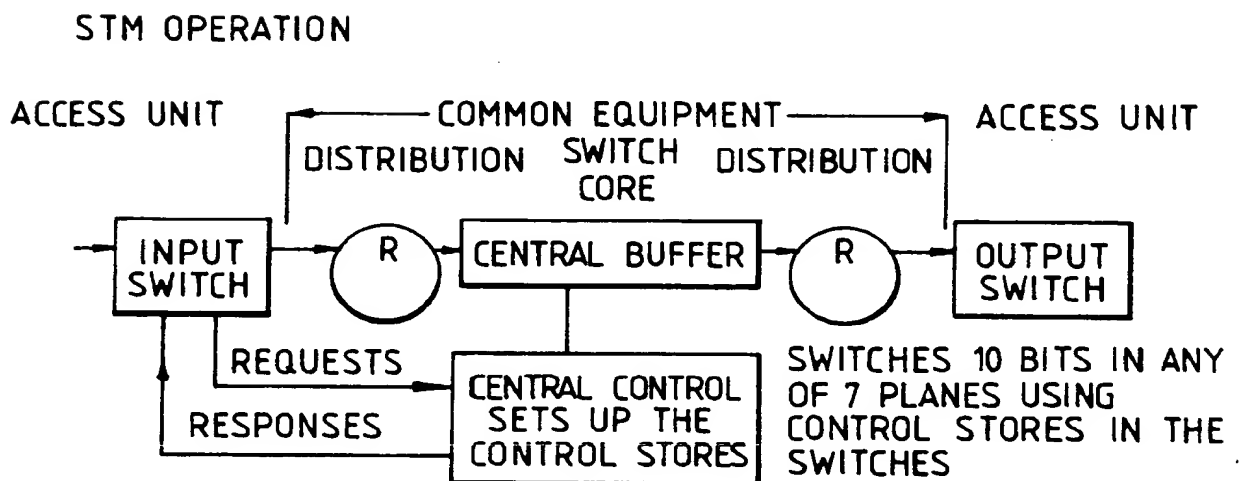 STM OPERATION
ACCESS UNIT
COMMON EQUIPMENT
ACCESS UNIT
DISTRIBUTION
SWITCH
CORE
DISTRIBUTION
INPUT
SWITCH
R
CENTRAL BUFFER
R
OUTPUT
SWITCH
REQUESTS
RESPONSES
CENTRAL CONTROL
SETS UP THE
CONTROL STORES
SWITCHES 10 BITS IN ANY
OF 7 PLANES USING
CONTROL STORES IN THE
SWITCHES